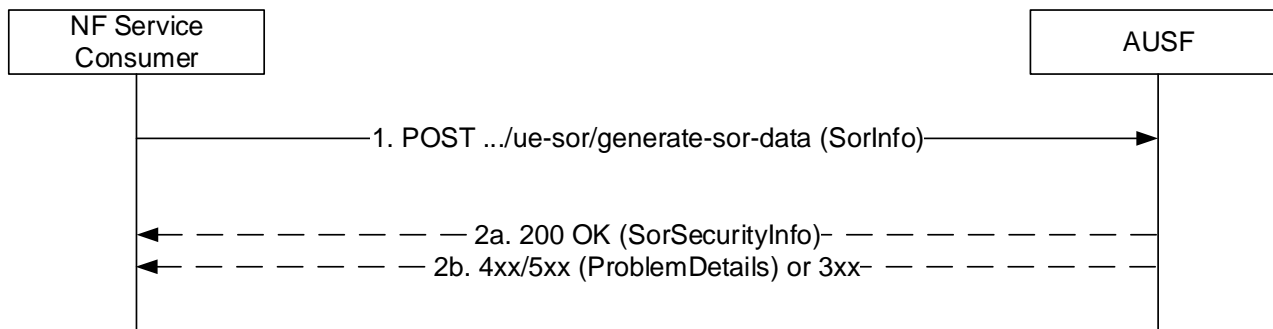 NF Service
Consumer
AUSF
1. POST .../ue-sor/generate-sor-data (SorInfo)
2a. 200 OK (SorSecurityInfo)
2b. 4xx/5xx (ProblemDetails) or 3xx